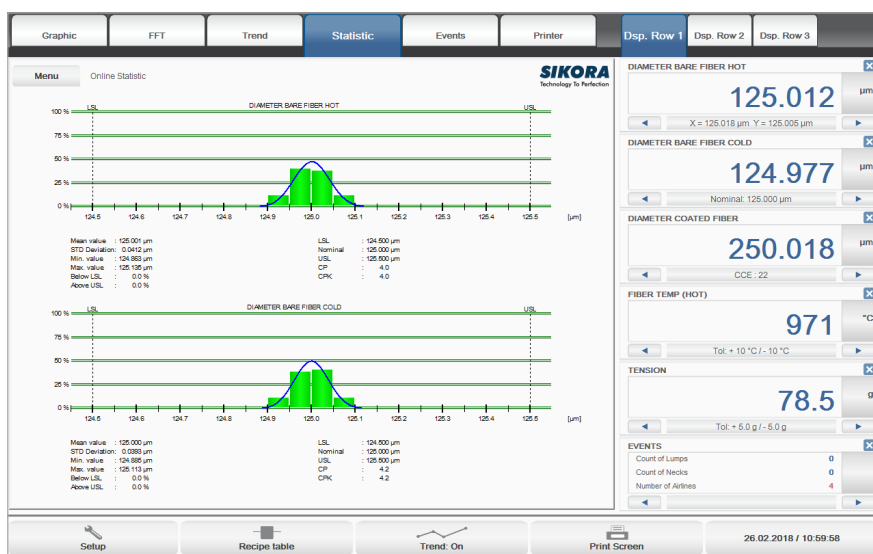 Graphic FFT Trend Statistic Events Printer Dsp. Row 1 Dsp. Row 2 Dsp. Row 3
Menu Online Statistic
SIKORA
Technology To Perfection
DIAMETER BARE FIBER HOT
LSL USL
100 %
75 %
50 %
25 %
0 %
124.5 124.6 124.7 124.8 124.9 125.0 125.1 125.2 125.3 125.4 125.5 [µm]
Mean value : 125.001 µm
STD Deviation: 0.0412 µm
Min. value : 124.863 µm
Max. value : 125.135 µm
Below LSL : 0.0 %
Above USL : 0.0 %
LSL : 124.500 µm
Nominal : 125.000 µm
USL : 125.500 µm
CP : 4.0
CPK : 4.0
DIAMETER BARE FIBER COLD
LSL USL
100 %
75 %
50 %
25 %
0 %
124.5 124.6 124.7 124.8 124.9 125.0 125.1 125.2 125.3 125.4 125.5 [µm]
Mean value : 125.000 µm
STD Deviation: 0.0393 µm
Min. value : 124.885 µm
Max. value : 125.113 µm
Below LSL : 0.0 %
Above USL : 0.0 %
LSL : 124.500 µm
Nominal : 125.000 µm
USL : 125.500 µm
CP : 4.2
CPK : 4.2
DIAMETER BARE FIBER HOT
125.012 µm
X = 125.018 µm Y = 125.005 µm
DIAMETER BARE FIBER COLD
124.977 µm
Nominal: 125.000 µm
DIAMETER COATED FIBER
250.018 µm
CCE : 22
FIBER TEMP (HOT)
971 °C
Tol: + 10 °C / - 10 °C
TENSION
78.5 g
Tol: + 5.0 g / - 5.0 g
EVENTS
Count of Lumps 0
Count of Necks 0
Number of Airlines 4
Setup Recipe table Trend: On Print Screen 26.02.2018 / 10:59:58